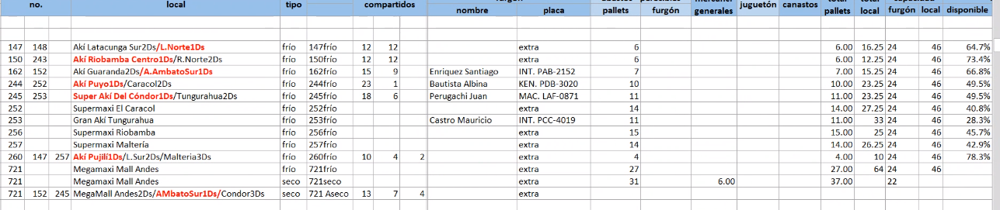 no. local tipo compartidos nombre placa pallets furgón generales juguetón canastos pallets local furgón local disponible
147 148 Akí Latacunga Sur2Ds/L.Norte1Ds frío 147frío 12 12 extra 6 6.00 16.25 24 46 64.7%
150 243 Akí Riobamba Centro1Ds/R.Norte2Ds frío 150frío 12 12 extra 6 6.00 12.25 24 46 73.4%
162 152 Akí Guaranda2Ds/A.AmbatoSur1Ds frío 162frío 15 9 Enriquez Santiago INT. PAB-2152 7 7.00 15.25 24 46 66.8%
244 252 Akí Puyo1Ds/Caracol2Ds frío 244frío 23 1 Bautista Albina KEN. PDB-3020 10 10.00 23.25 24 46 49.5%
245 253 Super Akí Del Cóndor1Ds/Tungurahua2Ds frío 245frío 18 6 Perugachi Juan MAC. LAF-0871 11 11.00 23.25 24 46 49.5%
252 Supermaxi El Caracol frío 252frío extra 14 14.00 27.25 24 46 40.8%
253 Gran Akí Tungurahua frío 253frío Castro Mauricio INT. PCC-4019 11 11.00 33 24 46 28.3%
256 Supermaxi Riobamba frío 256frío extra 15 15.00 25 24 46 45.7%
257 Supermaxi Maltería frío 257frío extra 14 14.00 26.25 24 46 42.9%
260 147 257 Akí Pujilí1Ds/L.Sur2Ds/Malteria3Ds frío 260frío 10 4 2 extra 4 4.00 10 24 46 78.3%
721 Megamaxi Mall Andes frío 721frío extra 27 27.00 64 24 46
721 Megamaxi Mall Andes seco 721seco extra 31 6.00 37.00 22
721 152 245 MegaMall Andes2Ds/AMbatoSur1Ds/Condor3Ds seco 721 Aseco 13 7 4 extra